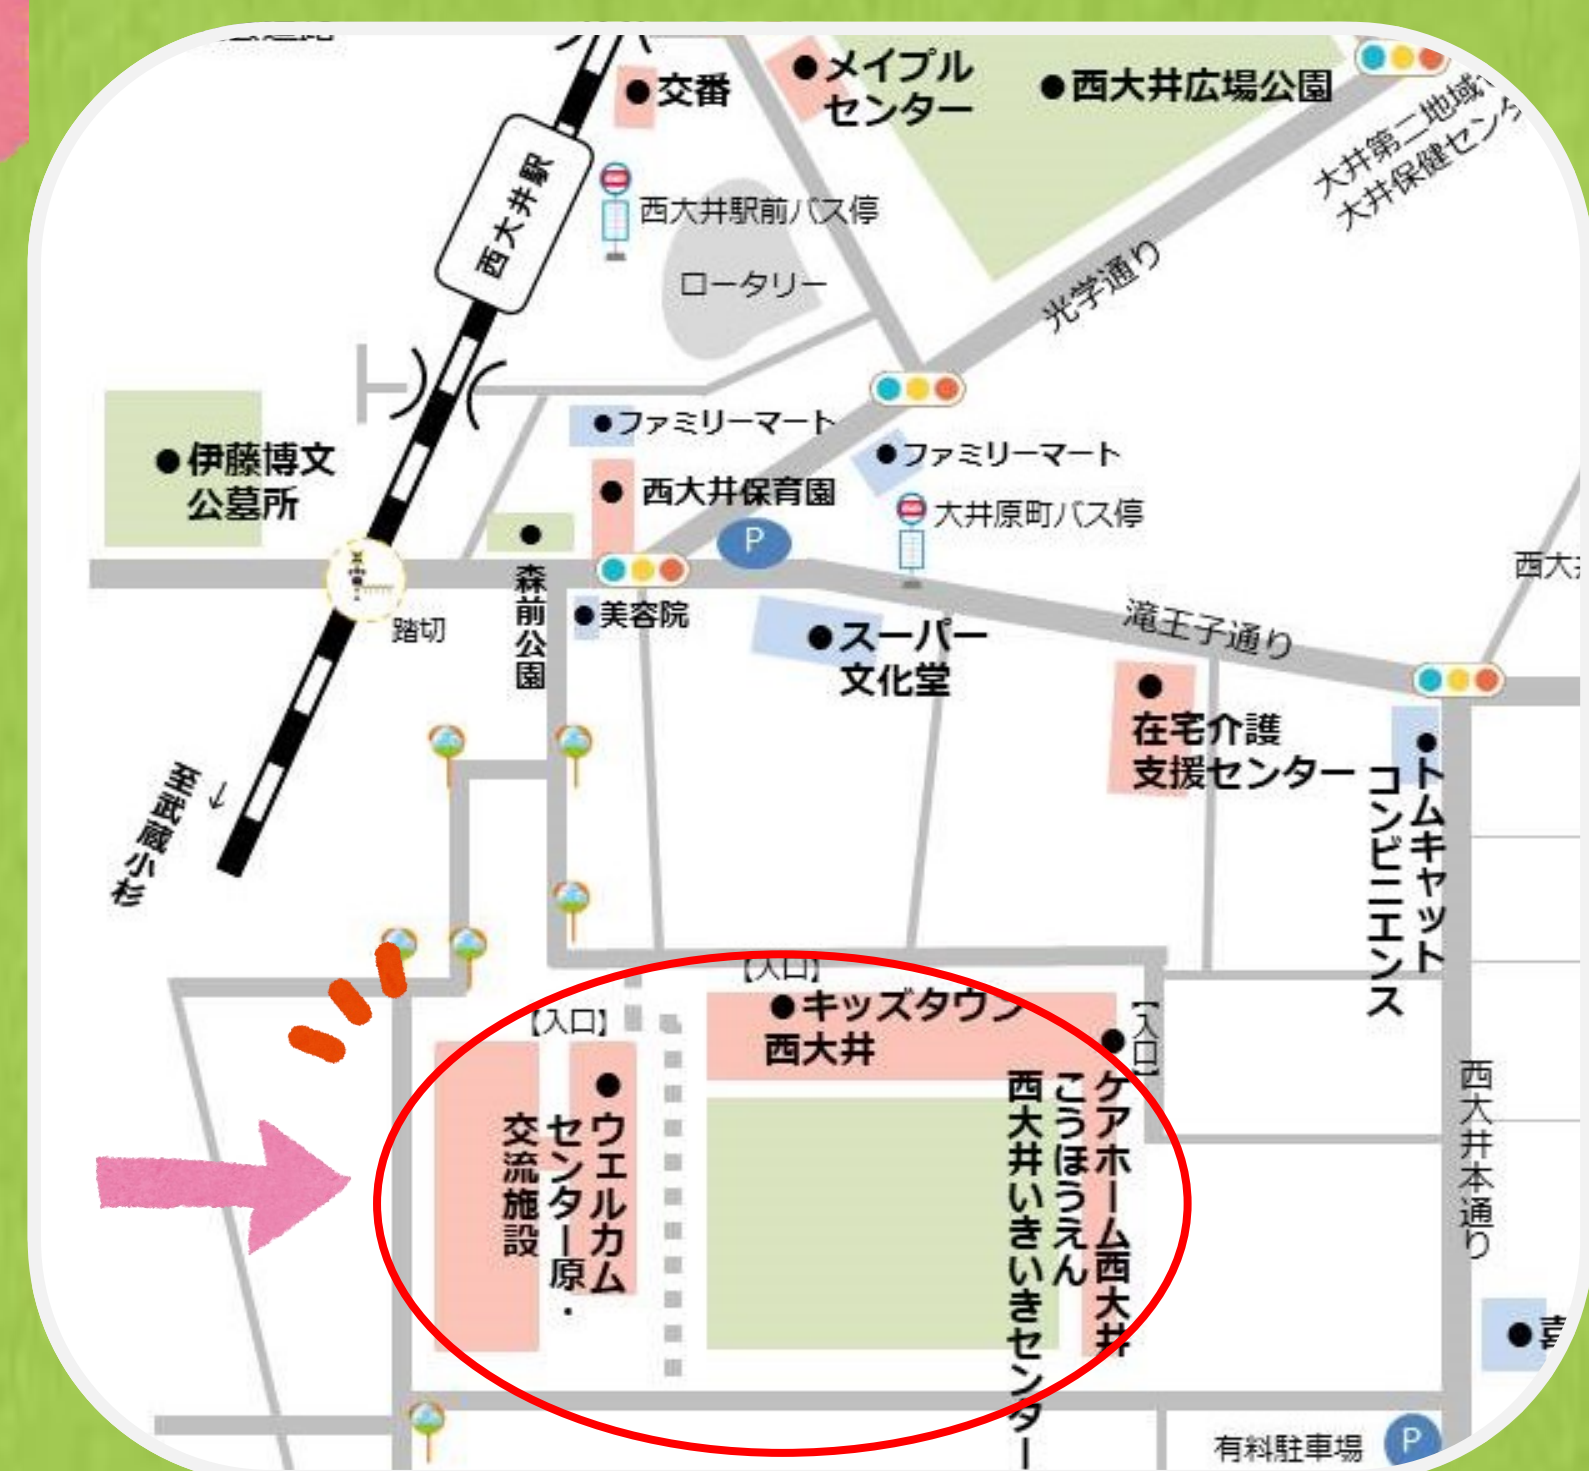 交番
メイプル
センター
西大井広場公園
大井第二地域
大井保健センタ
西大井駅
西大井駅前バス停
ロータリー
光学通り
ファミリーマート
ファミリーマート
伊藤博文
公墓所
西大井保育園
大井原町バス停
P
森前公園
踏切
美容院
スーパー
文化堂
滝王子通り
西大
在宅介護
支援センター
トムキャット
コンビニエンス
至武蔵小杉
↓
【入口】
キッズタウン
西大井
【入口】
【入口】
ウエルカム
センター原・
交流施設
ケアホーム西大井
こうほうえん
西大井いきいきセンター
西大井本通り
喜
有料駐車場
P